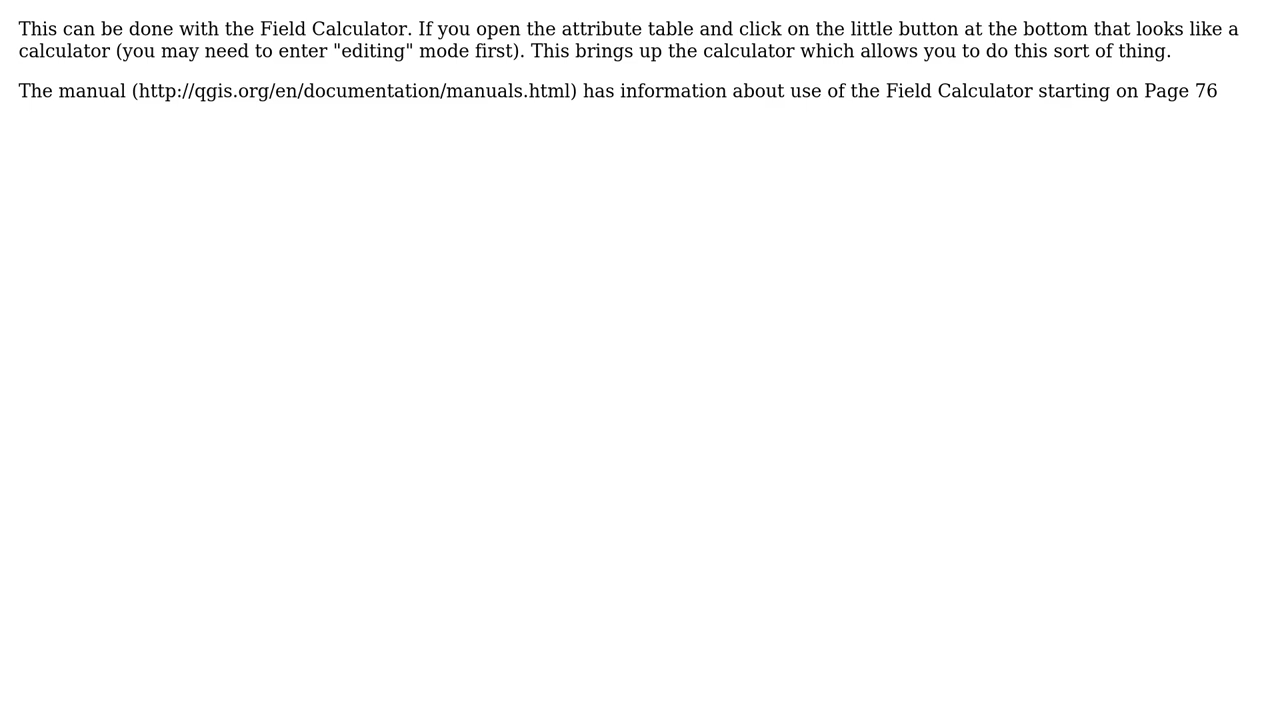 This can be done with the Field Calculator. If you open the attribute table and click on the little button at the bottom that looks like a
calculator (you may need to enter "editing" mode first). This brings up the calculator which allows you to do this sort of thing.
The manual (http://qgis.org/en/documentation/manuals.html) has information about use of the Field Calculator starting on Page 76